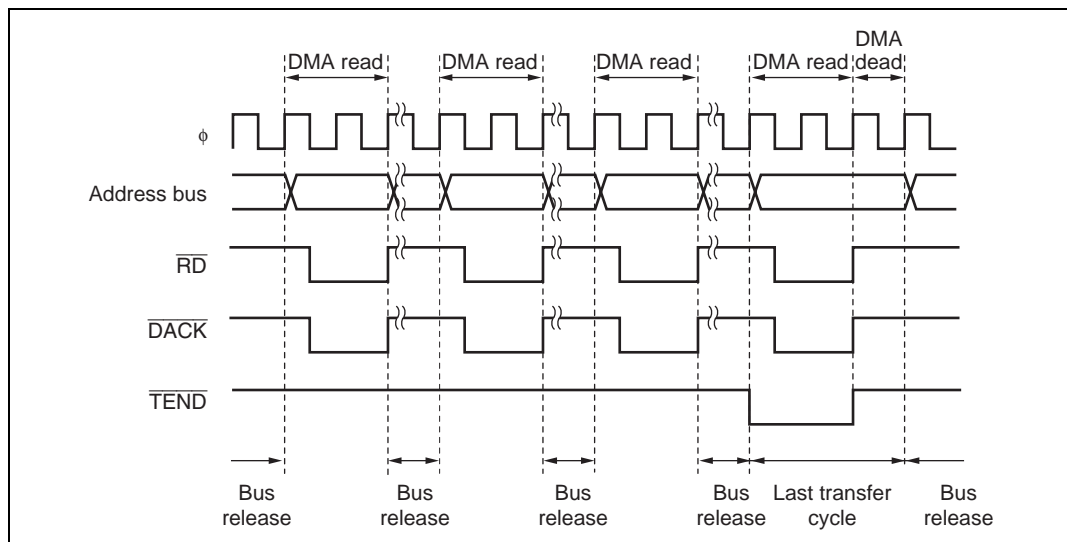 DMA
DMA read DMA read DMA read DMA read dead
ϕ
Address bus
RD
DACK
TEND
Bus release
Bus release
Bus release
Bus release
Last transfer cycle
Bus release